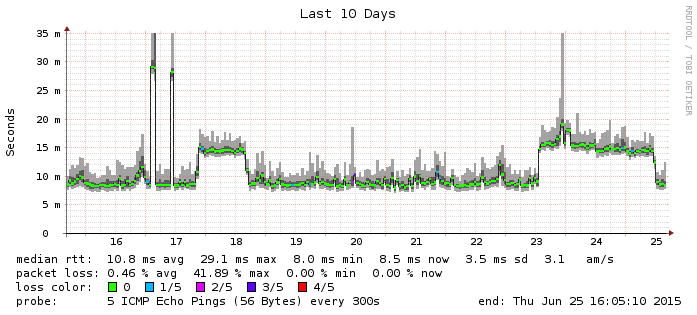 Last 10 Days
RRDTOOL / TOBI OETIKER
Seconds
35 m
30 m
25 m
20 m
15 m
10 m
5 m
0
16 17 18 19 20 21 22 23 24 25
median rtt: 10.8 ms avg 29.1 ms max 8.0 ms min 8.5 ms now 3.5 ms sd 3.1 am/s
packet loss: 0.46 % avg 41.89 % max 0.00 % min 0.00 % now
loss color: 0 1/5 2/5 3/5 4/5
probe: 5 ICMP Echo Pings (56 Bytes) every 300s end: Thu Jun 25 16:05:10 2015